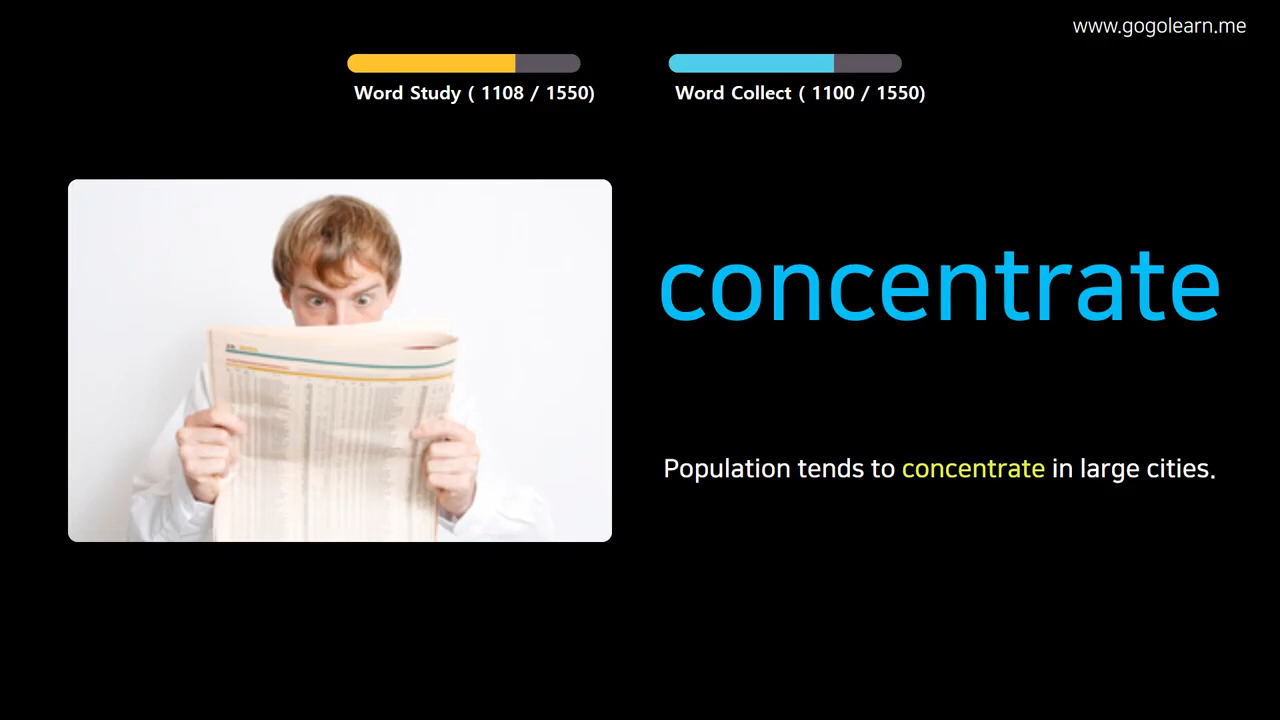 www.gogolearn.me
Word Study ( 1108 / 1550)
Word Collect ( 1100 / 1550)
concentrate
Population tends to concentrate in large cities.